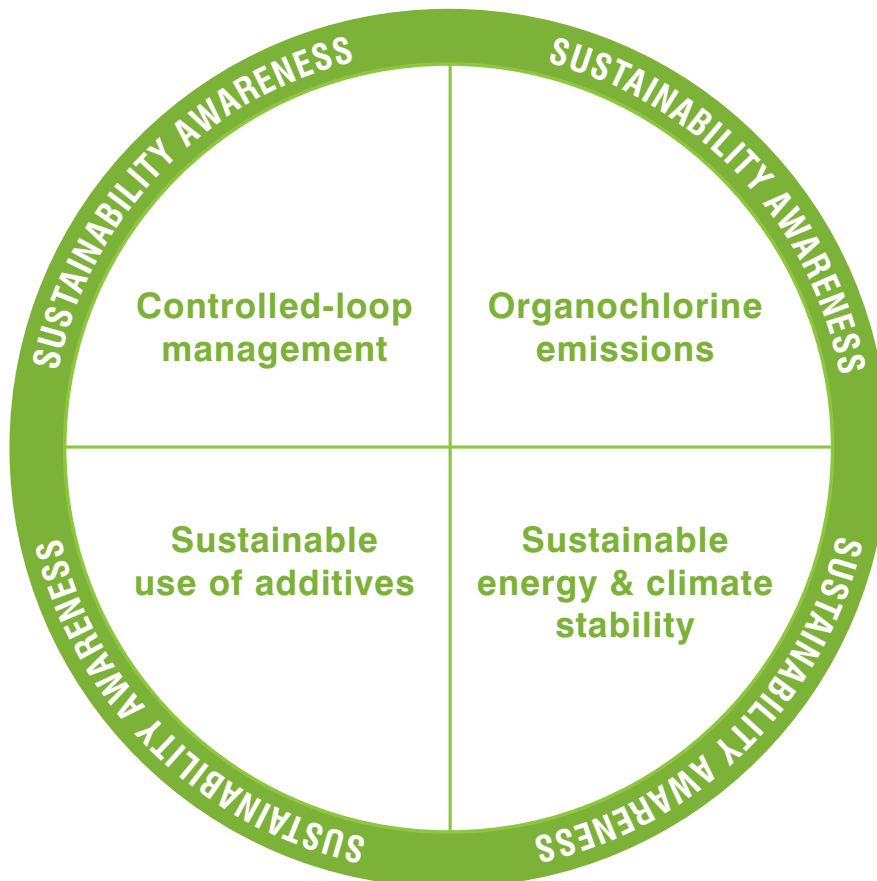 SUSTAINABILITY AWARENESS
SUSTAINABILITY AWARENESS
Controlled-loop
management
Organochlorine
emissions
Sustainable
use of additives
Sustainable
energy & climate
stability
SUSTAINABILITY AWARENESS
SUSTAINABILITY AWARENESS